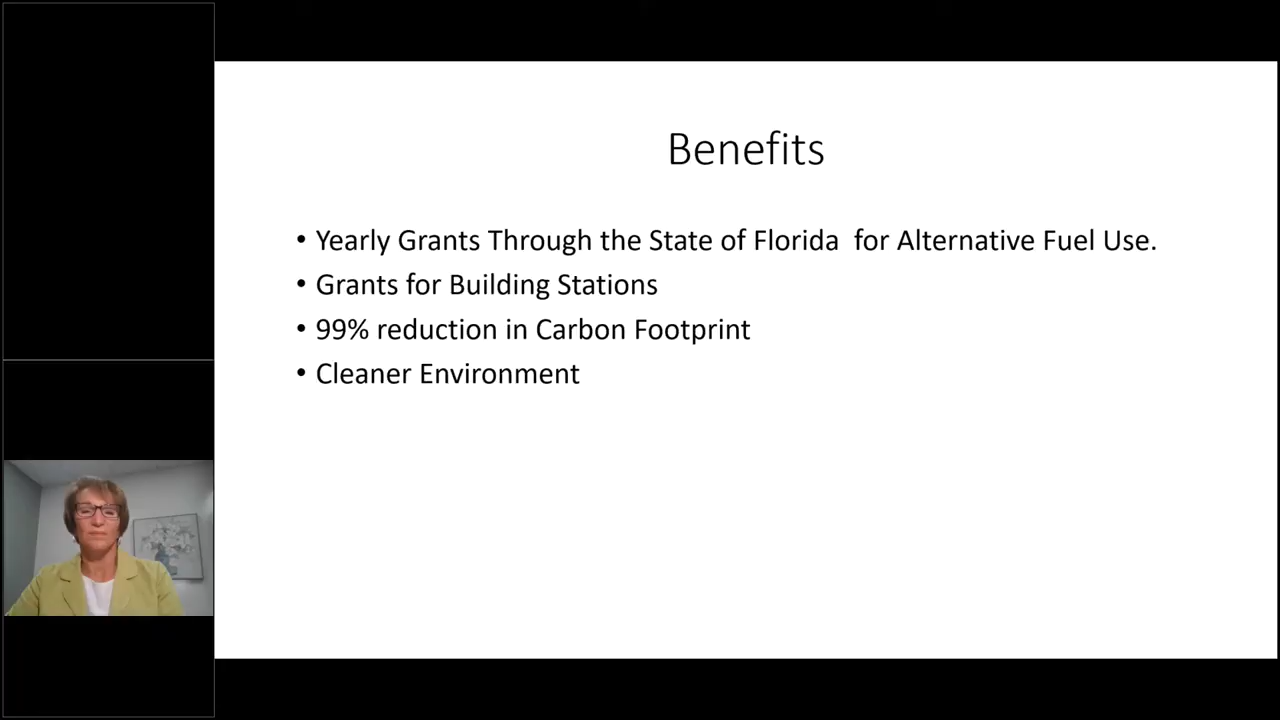 Benefits
• Yearly Grants Through the State of Florida  for Alternative Fuel Use.
• Grants for Building Stations
• 99% reduction in Carbon Footprint
• Cleaner Environment